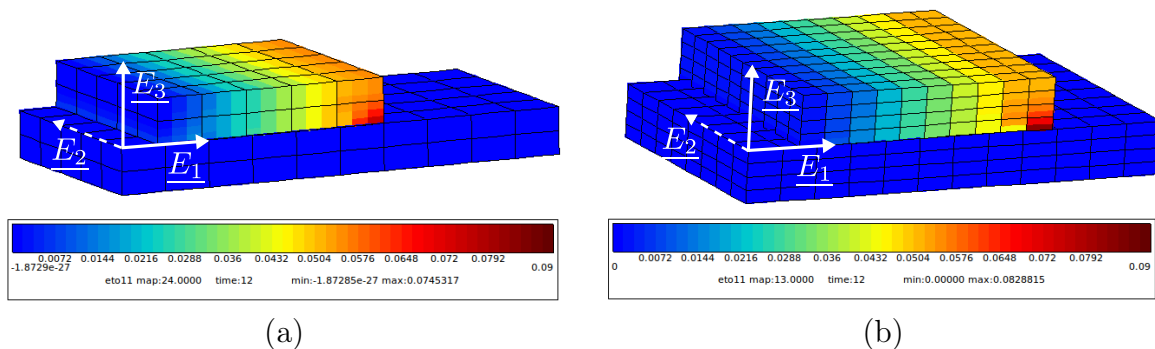 E3
E2
E1
0.0072 0.0144 0.0216 0.0288 0.036 0.0432 0.0504 0.0576 0.0648 0.072 0.0792
-1.8729e-27 0.09
eto11 map:24.0000 time:12 min:-1.87285e-27 max:0.0745317
(a)
E3
E2
E1
0.0072 0.0144 0.0216 0.0288 0.036 0.0432 0.0504 0.0576 0.0648 0.072 0.0792
0 0.09
eto11 map:13.0000 time:12 min:0.00000 max:0.0828815
(b)